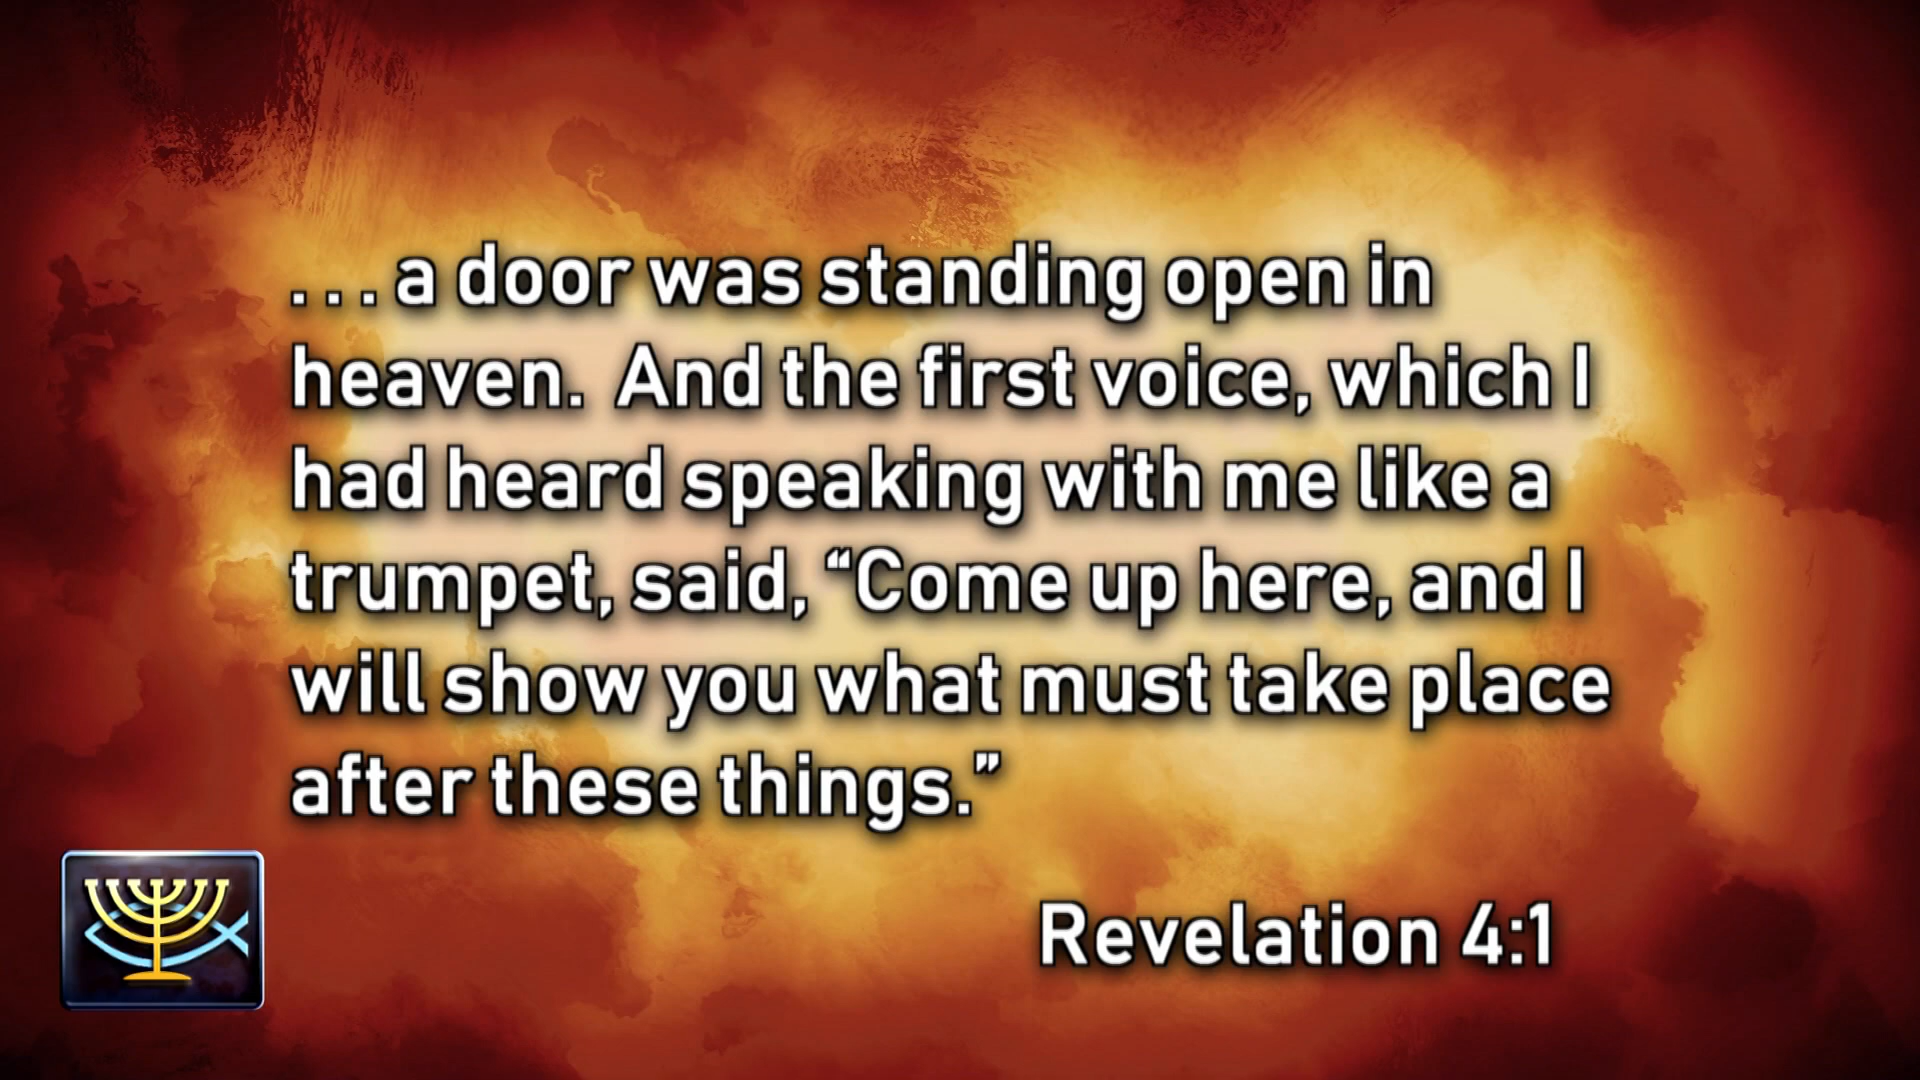 . . . a door was standing open in
heaven.  And the first voice, which I
had heard speaking with me like a
trumpet, said, “Come up here, and I
will show you what must take place
after these things.”
Revelation 4:1